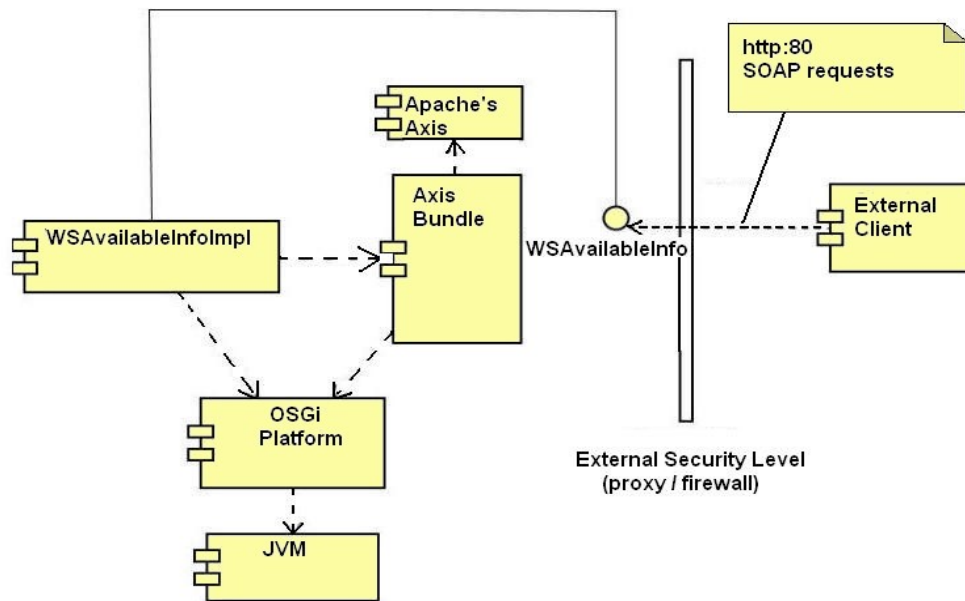 http:80
SOAP requests
Apache's
Axis
Axis
Bundle
External
Client
WSAvailableInfoImpl
WSAvailableInfo
OSGi
Platform
External Security Level
(proxy / firewall)
JVM